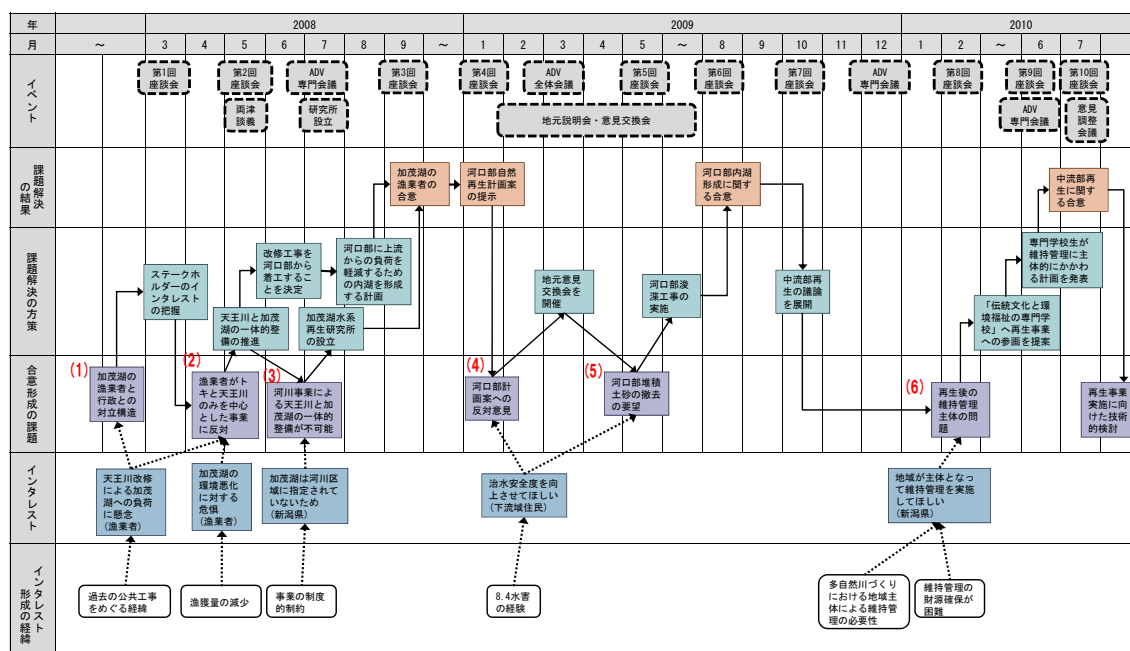 年
2008
2009
2010
月
～
3
4
5
6
7
8
9
～
1
2
3
4
5
～
8
9
10
11
12
1
2
～
6
7
イベント
第1回
座談会
第2回
座談会
ADV
専門会議
第3回
座談会
第4回
座談会
ADV
全体会議
第5回
座談会
第6回
座談会
第7回
座談会
ADV
専門会議
第8回
座談会
第9回
座談会
第10回
座談会
両津
談義
研究所
設立
地元説明会・意見交換会
ADV
専門会議
意見
調整
会議
課題解決
の結果
加茂湖の
漁業者の
合意
河口部自然
再生計画案
の提示
河口部内湖
形成に関す
る合意
中流部再
生に関す
る合意
課題解決の方策
ステークホ
ルダーのイ
ンタレスト
の把握
改修工事を
河口部から
着工するこ
とを決定
河口部に上流
からの負荷を
軽減するため
の内湖を形成
する計画
天王川と加茂
湖の一体的整
備の推進
加茂湖水系
再生研究所
の設立
地元意見
交換会を
開催
河口部浚
渫工事の
実施
中流部再
生の議論
を展開
専門学校生が
維持管理に主
体的にかかわ
る計画を発表
「伝統文化と環
境福祉の専門学
校」へ再生事業
への参画を提案
合意形成の課題
(1)
加茂湖の
漁業者と
行政との
対立構造
(2)
漁業者がト
キと天王川
のみを中心
とした事業
に反対
(3)
河川事業によ
る天王川と加
茂湖の一体的
整備が不可能
(4)
河口部計
画案への
反対意見
(5)
河口部堆積
土砂の撤去
の要望
(6)
再生後の
維持管理
主体の問
題
再生事業
実施に向
けた技術
的検討
インタレスト
天王川改修
による加茂
湖への負荷
に懸念
(漁業者)
加茂湖の
環境悪化
に対する
危惧
(漁業者)
加茂湖は河川区
域に指定されて
いないため
(新潟県)
治水安全度を向
上させてほしい
(下流域住民)
地域が主体となっ
て維持管理を実施
してほしい
(新潟県)
インタレスト
形成の経緯
過去の公共工事
をめぐる経緯
漁獲量の減少
事業の制度
的制約
8.4水害
の経験
多自然川づくり
における地域主
体による維持管
理の必要性
維持管理の
財源確保が
困難